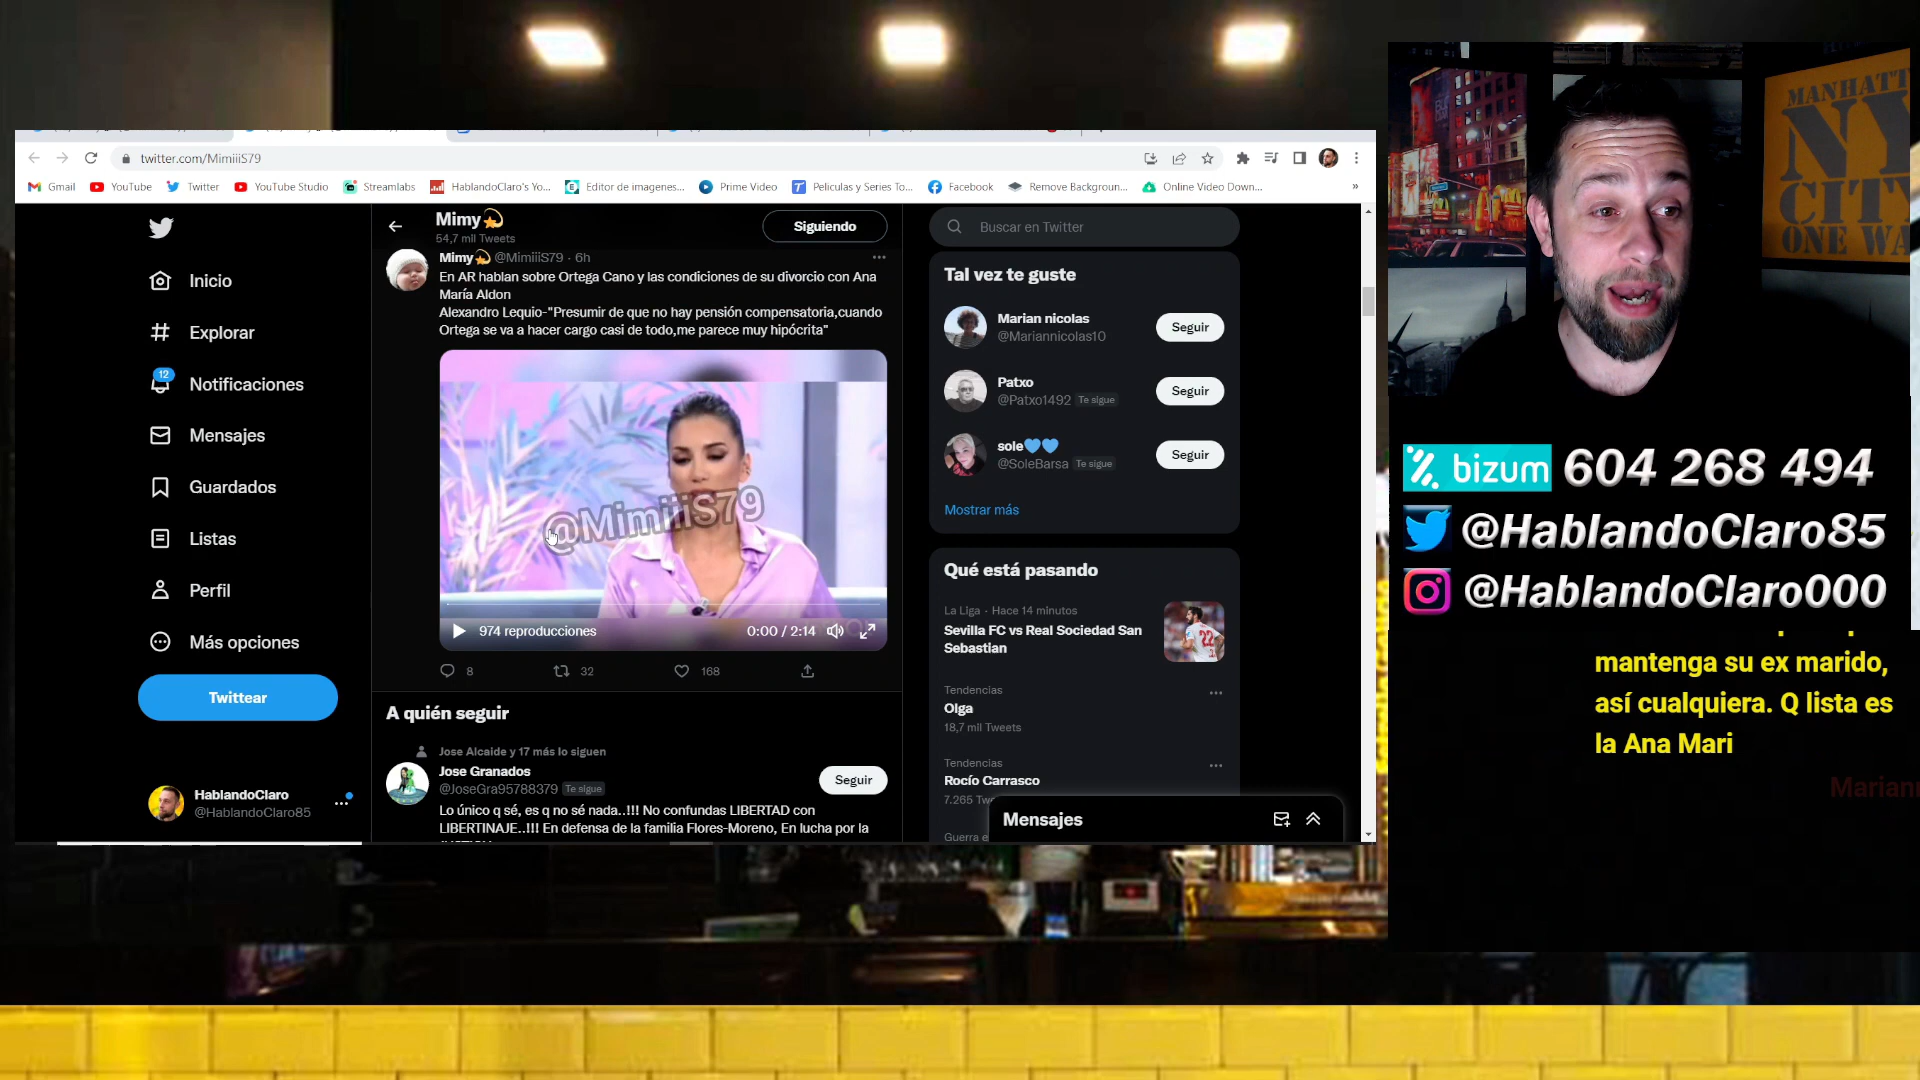 twitter.com/MimiiiS79
Gmail
YouTube
Twitter
YouTube Studio
Streamlabs
HablandoClaro's Yo...
Editor de imagenes...
Prime Video
Peliculas y Series To...
Facebook
Remove Backgroun...
Online Video Down...
»
Inicio
Explorar
12
Notificaciones
Mensajes
Guardados
Listas
Perfil
Más opciones
Twittear
HablandoClaro
@HablandoClaro85
Mimy
54,7 mil Tweets
Siguiendo
Mimy @MimiiiS79 · 6h
En AR hablan sobre Ortega Cano y las condiciones de su divorcio con Ana
María Aldon
Alexandro Lequio-"Presumir de que no hay pensión compensatoria,cuando
Ortega se va a hacer cargo casi de todo,me parece muy hipócrita"
@MimiiiS79
974 reproducciones
0:00 / 2:14
8
32
168
A quién seguir
Jose Alcaide y 17 más lo siguen
Jose Granados
@JoseGra95788379 Te sigue
Seguir
Lo único q sé, es q no sé nada..!!! No confundas LIBERTAD con
LIBERTINAJE..!!! En defensa de la familia Flores-Moreno, En lucha por la
Buscar en Twitter
Tal vez te guste
Marian nicolas
@Mariannicolas10
Seguir
Patxo
@Patxo1492 Te sigue
Seguir
sole
@SoleBarsa Te sigue
Seguir
Mostrar más
Qué está pasando
La Liga · Hace 14 minutos
Sevilla FC vs Real Sociedad San
Sebastian
22
Tendencias
Olga
18,7 mil Tweets
Tendencias
Rocío Carrasco
7.265
Guerra
Mensajes
MANHATT
NY
CITY
ONE WA
bizum 604 268 494
@HablandoClaro85
@HablandoClaro000
mantenga su ex marido,
así cualquiera. Q lista es
la Ana Mari
Mariann